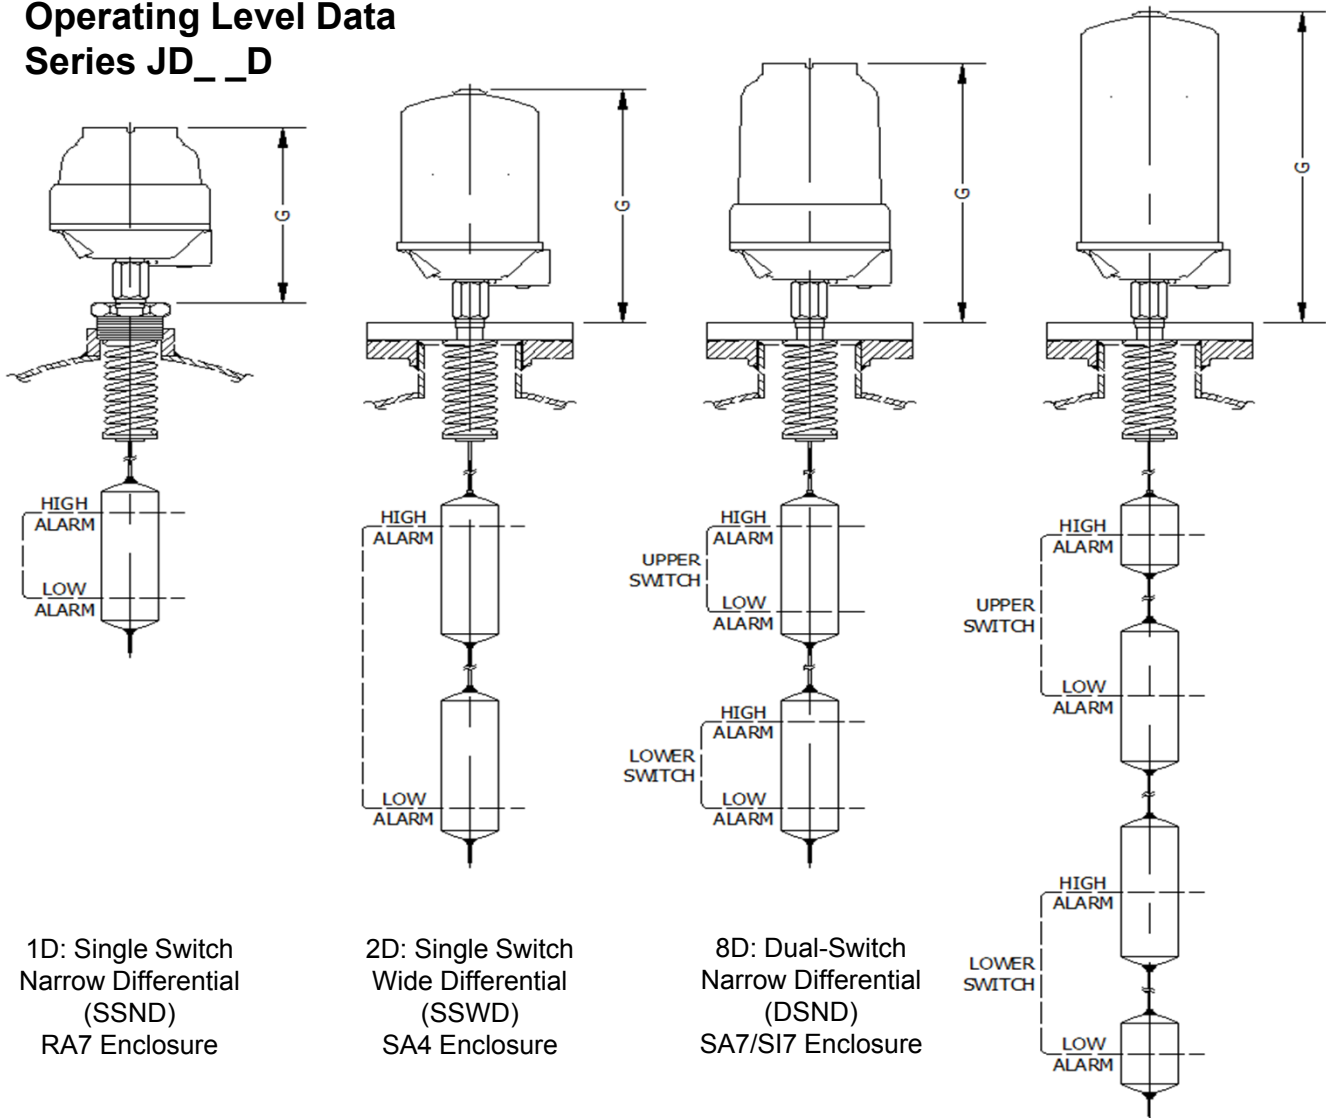 Operating Level Data
Series JD_ _D
G
G
G
G
HIGH
ALARM
LOW
ALARM
HIGH
ALARM
LOW
ALARM
UPPER
SWITCH
HIGH
ALARM
LOW
ALARM
LOWER
SWITCH
HIGH
ALARM
LOW
ALARM
UPPER
SWITCH
HIGH
ALARM
LOW
ALARM
LOWER
SWITCH
HIGH
ALARM
LOW
ALARM
1D: Single Switch
Narrow Differential
(SSND)
RA7 Enclosure
2D: Single Switch
Wide Differential
(SSWD)
SA4 Enclosure
8D: Dual-Switch
Narrow Differential
(DSND)
SA7/SI7 Enclosure